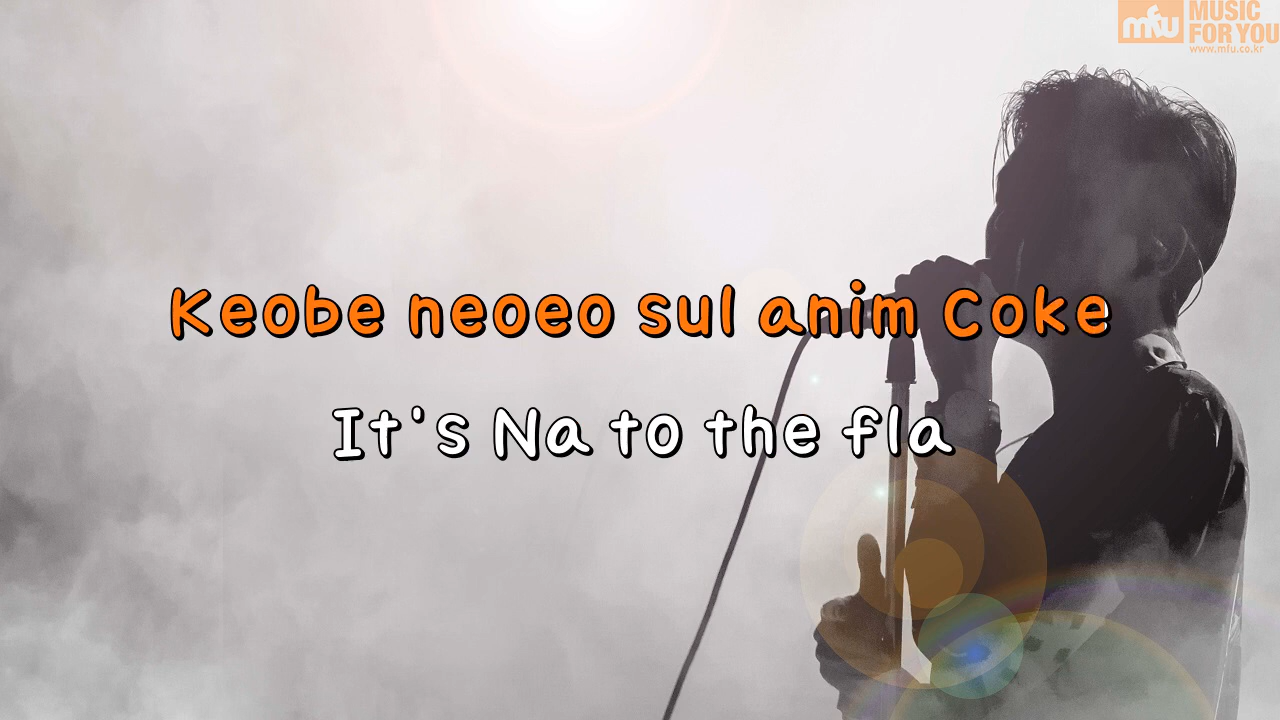 mfu MUSIC
FOR YOU
www.mfu.co.kr
Keobe neoeo sul anim Coke
It's Na to the fla